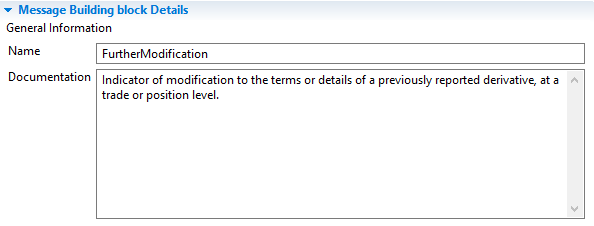 Message Building block Details
General Information
Name FurtherModification
Documentation Indicator of modification to the terms or details of a previously reported derivative, at a
trade or position level.